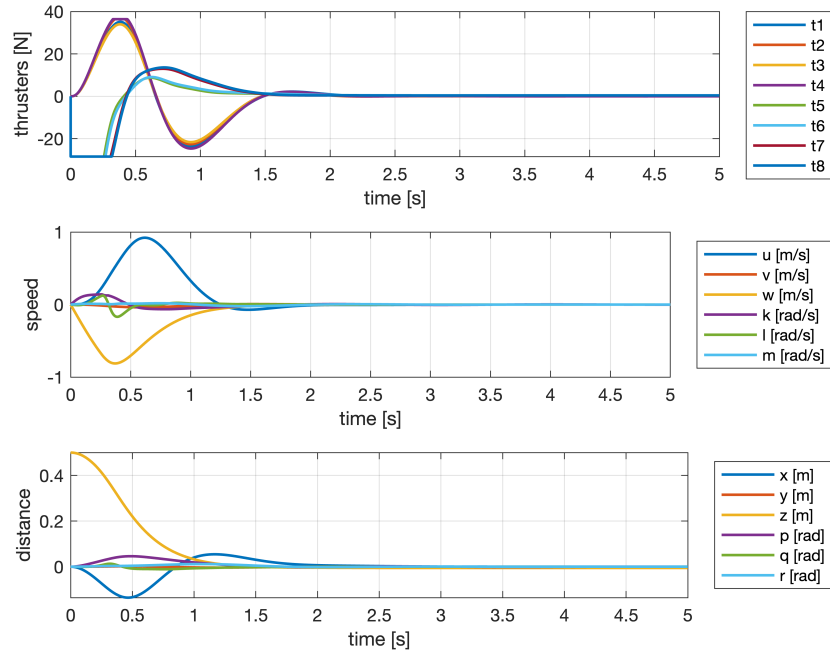 40
20
0
-20
thrusters [N]
0 0.5 1 1.5 2 2.5 3 3.5 4 4.5 5
time [s]
t1
t2
t3
t4
t5
t6
t7
t8
1
0
-1
speed
0 0.5 1 1.5 2 2.5 3 3.5 4 4.5 5
time [s]
u [m/s]
v [m/s]
w [m/s]
k [rad/s]
l [rad/s]
m [rad/s]
0.4
0.2
0
distance
0 0.5 1 1.5 2 2.5 3 3.5 4 4.5 5
time [s]
x [m]
y [m]
z [m]
p [rad]
q [rad]
r [rad]